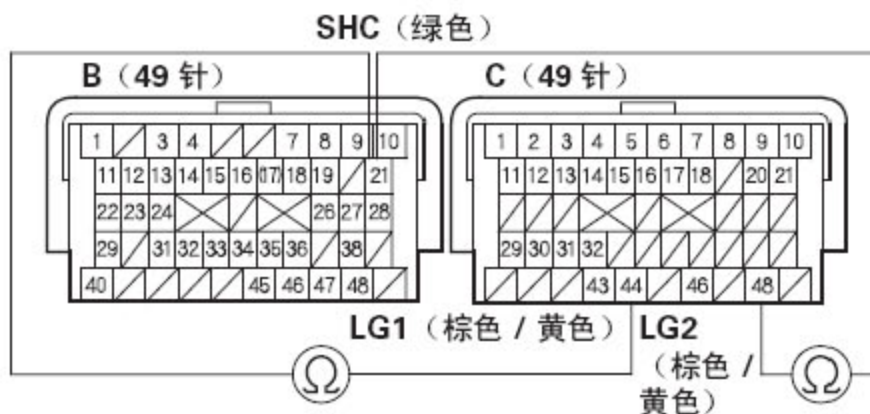 SHC（绿色）
B（49 针） C（49 针）
1 3 4 7 8 9 10 1 2 3 4 5 6 7 8 9 10
11 12 13 14 15 16 (17) 18 19 21 11 12 13 14 15 16 17 18 20 21
22 23 24 26 27 28
29 31 32 33 34 35 36 38 29 30 31 32
40 45 46 47 48 43 44 46 48
LG1（棕色 / 黄色） LG2
（棕色 /
黄色）
Ω Ω